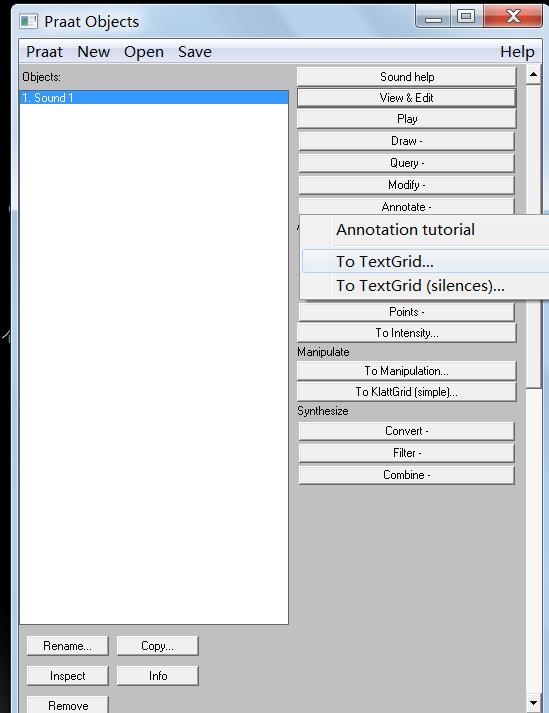 Praat Objects
Praat New Open Save Help
Objects:
1. Sound 1
Sound help
View & Edit
Play
Draw -
Query -
Modify -
Annotate -
Annotation tutorial
To TextGrid...
To TextGrid (silences)...
Points -
To Intensity...
Manipulate
To Manipulation...
To KlattGrid (simple)...
Synthesize
Convert -
Filter -
Combine -
Rename... Copy...
Inspect Info
Remove